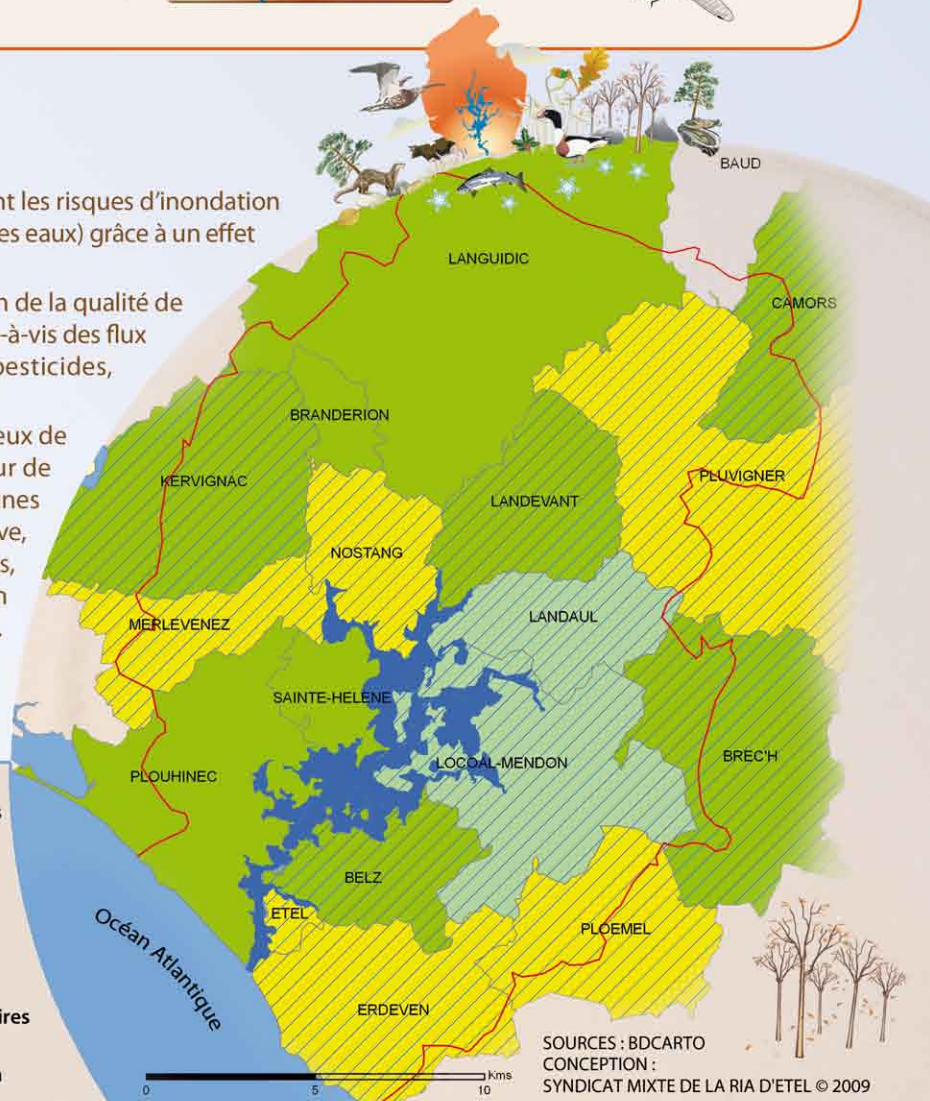 nt les risques d'inondation
es eaux) grâce à un effet
n de la qualité de
-à-vis des flux
pesticides,
eux de
ur de
nes
ve,
s,
n
BAUD
LANGUIDIC
CAMORS
BRANDERION
KERVIGNAC
PLUVIGNER
LANDEVANT
NOSTANG
MERLEVENEZ
LANDAUL
SAINTE-HELENE
LOCOAL-MENDON
BREC'H
PLOUHINEC
BELZ
ETEL
PLOEMEL
ERDEVEN
Océan Atlantique
ires
0 5 10 Kms
SOURCES : BDCARTO
CONCEPTION :
SYNDICAT MIXTE DE LA RIA D'ETEL © 2009